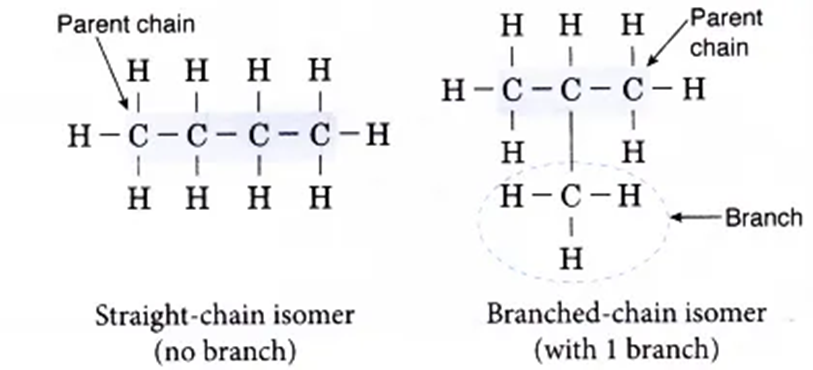 Parent chain
H H H H
H-C-C-C-C-H
H H H H
Straight-chain isomer
(no branch)
Parent
chain
H H H
H-C-C-C-H
H H
H-C-H
H
Branch
Branched-chain isomer
(with 1 branch)